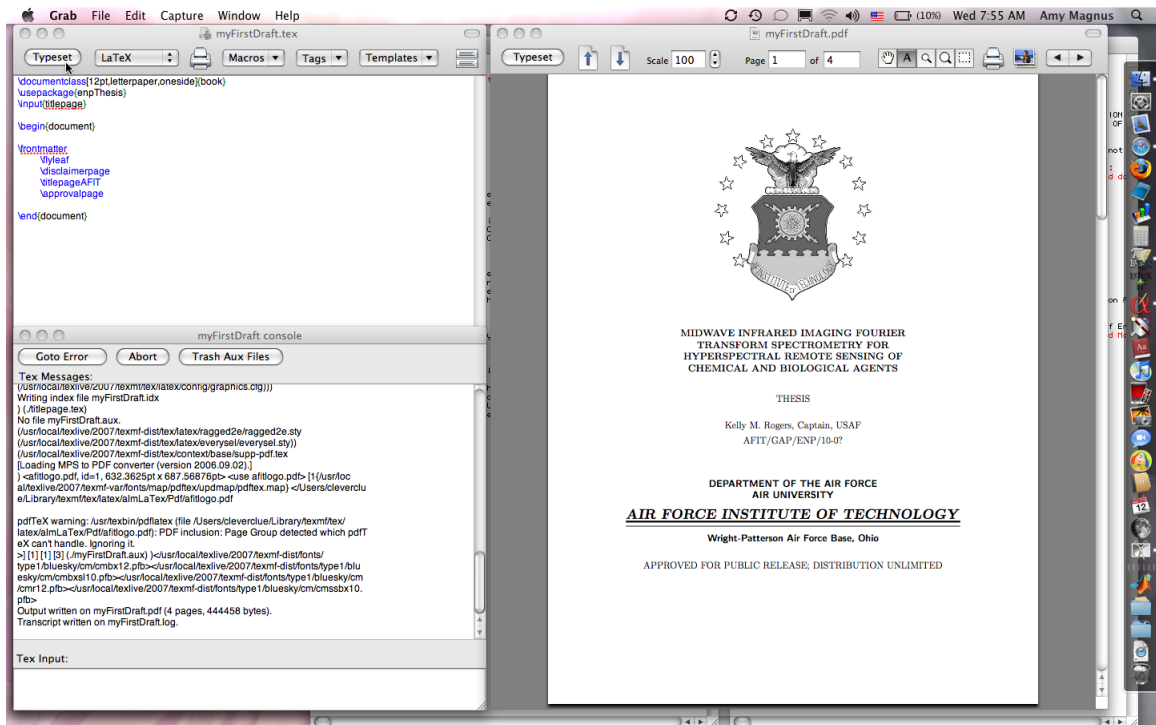 Grab File Edit Capture Window Help (10%) Wed 7:55 AM Amy Magnus
myFirstDraft.tex
Typeset LaTeX Macros Tags Templates
\documentclass[12pt,letterpaper,oneside]{book}
\usepackage{enpThesis}
\input{titlepage}
\begin{document}
\frontmatter
\flyleaf
\disclaimerpage
\titlepageAFIT
\approvalpage
\end{document}
myFirstDraft console
Goto Error Abort Trash Aux Files
Tex Messages:
(/usr/local/texlive/2007/texmf/tex/latex/config/graphics.cfg)))
Writing index file myFirstDraft.idx
) (./titlepage.tex)
No file myFirstDraft.aux.
(/usr/local/texlive/2007/texmf-dist/tex/latex/ragged2e/ragged2e.sty
(/usr/local/texlive/2007/texmf-dist/tex/latex/everysel/everysel.sty))
(/usr/local/texlive/2007/texmf-dist/tex/context/base/supp-pdf.tex
[Loading MPS to PDF converter (version 2006.09.02).]
) <afitlogo.pdf, id=1, 632.3625pt x 687.56876pt> <use afitlogo.pdf> [1{/usr/loc
al/texlive/2007/texmf-var/fonts/map/pdftex/updmap/pdftex.map} </Users/cleverclu
e/Library/texmf/tex/latex/almLaTex/Pdf/afitlogo.pdf
pdfTeX warning: /usr/texbin/pdflatex (file /Users/cleverclue/Library/texmf/tex/
latex/almLaTex/Pdf/afitlogo.pdf): PDF inclusion: Page Group detected which pdfT
eX can't handle. Ignoring it.
>] [1] [1] [3] (./myFirstDraft.aux) )</usr/local/texlive/2007/texmf-dist/fonts/
type1/bluesky/cm/cmbx12.pfb></usr/local/texlive/2007/texmf-dist/fonts/type1/blu
esky/cm/cmbxsl10.pfb></usr/local/texlive/2007/texmf-dist/fonts/type1/bluesky/cm
/cmr12.pfb></usr/local/texlive/2007/texmf-dist/fonts/type1/bluesky/cm/cmssbx10.
pfb>
Output written on myFirstDraft.pdf (4 pages, 444458 bytes).
Transcript written on myFirstDraft.log.
Tex Input:
myFirstDraft.pdf
Typeset Scale 100 Page 1 of 4 A
AIR INSTITUTE OF TECHNOLOGY
MIDWAVE INFRARED IMAGING FOURIER
TRANSFORM SPECTROMETRY FOR
HYPERSPECTRAL REMOTE SENSING OF
CHEMICAL AND BIOLOGICAL AGENTS
THESIS
Kelly M. Rogers, Captain, USAF
AFIT/GAP/ENP/10-0?
DEPARTMENT OF THE AIR FORCE
AIR UNIVERSITY
AIR FORCE INSTITUTE OF TECHNOLOGY
Wright-Patterson Air Force Base, Ohio
APPROVED FOR PUBLIC RELEASE; DISTRIBUTION UNLIMITED